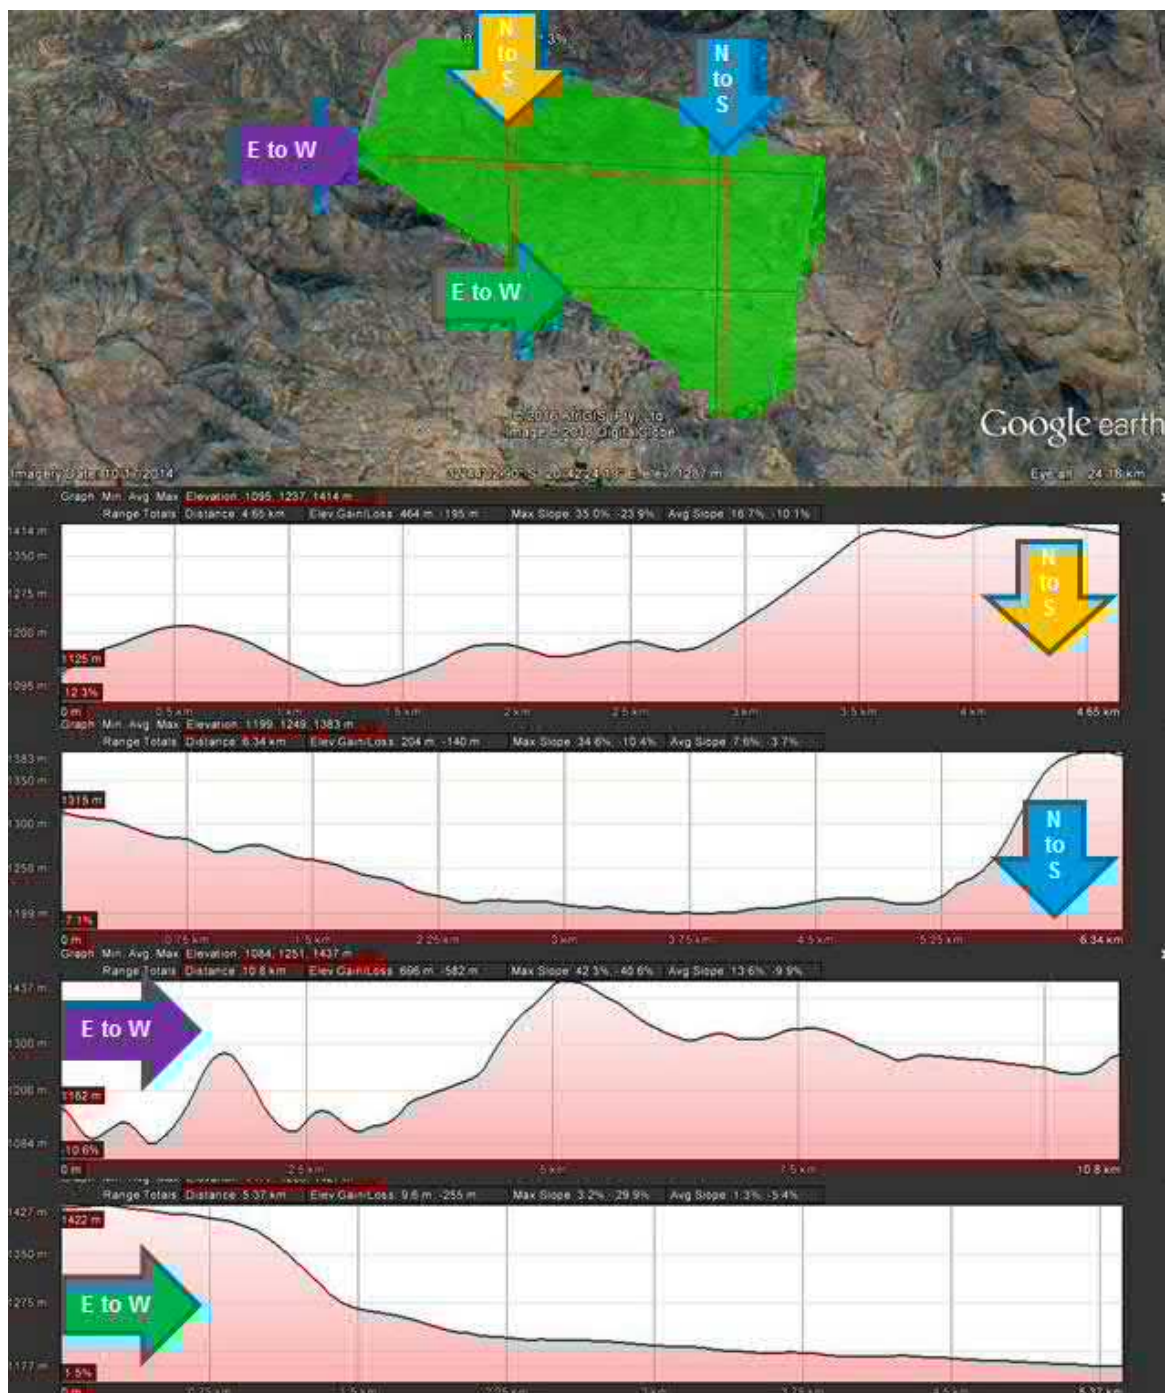 N
to
S
3%
N
to
S
E to W
E to W
Google earth
Eye alt 24.18 km
Graph Min, Avg, Max Elevation: 1095, 1237, 1414 m
Range Totals Distance: 4.65 km Elev Gain/Loss: 464 m, -195 m Max Slope: 35.0%, -23.9% Avg Slope: 16.7%, -10.1%
1414 m
1350 m
1275 m
1200 m
1125 m
1095 m
12.3%
N
to
S
0 m 0.5 km 1 km 1.5 km 2 km 2.5 km 3 km 3.5 km 4 km 4.65 km
Graph Min, Avg, Max Elevation: 1199, 1249, 1383 m
Range Totals Distance: 6.34 km Elev Gain/Loss: 204 m, -140 m Max Slope: 34.6%, -10.4% Avg Slope: 7.6%, -3.7%
1383 m
1350 m
1315 m
1300 m
1250 m
1199 m
-7.1%
N
to
S
0 m 0.75 km 1.5 km 2.25 km 3 km 3.75 km 4.5 km 5.25 km 6.34 km
Graph Min, Avg, Max Elevation: 1084, 1251, 1437 m
Range Totals Distance: 10.8 km Elev Gain/Loss: 696 m, -582 m Max Slope: 42.3%, -40.6% Avg Slope: 13.6%, -9.9%
1437 m
E to W
1300 m
1200 m
1162 m
1084 m
-10.6%
0 m 2.5 km 5 km 7.5 km 10.8 km
Range Totals Distance: 5.37 km Elev Gain/Loss: 9.6 m, -255 m Max Slope: 3.2%, -29.9% Avg Slope: 1.3%, -5.4%
1427 m
1422 m
1350 m
E to W
1275 m
1177 m